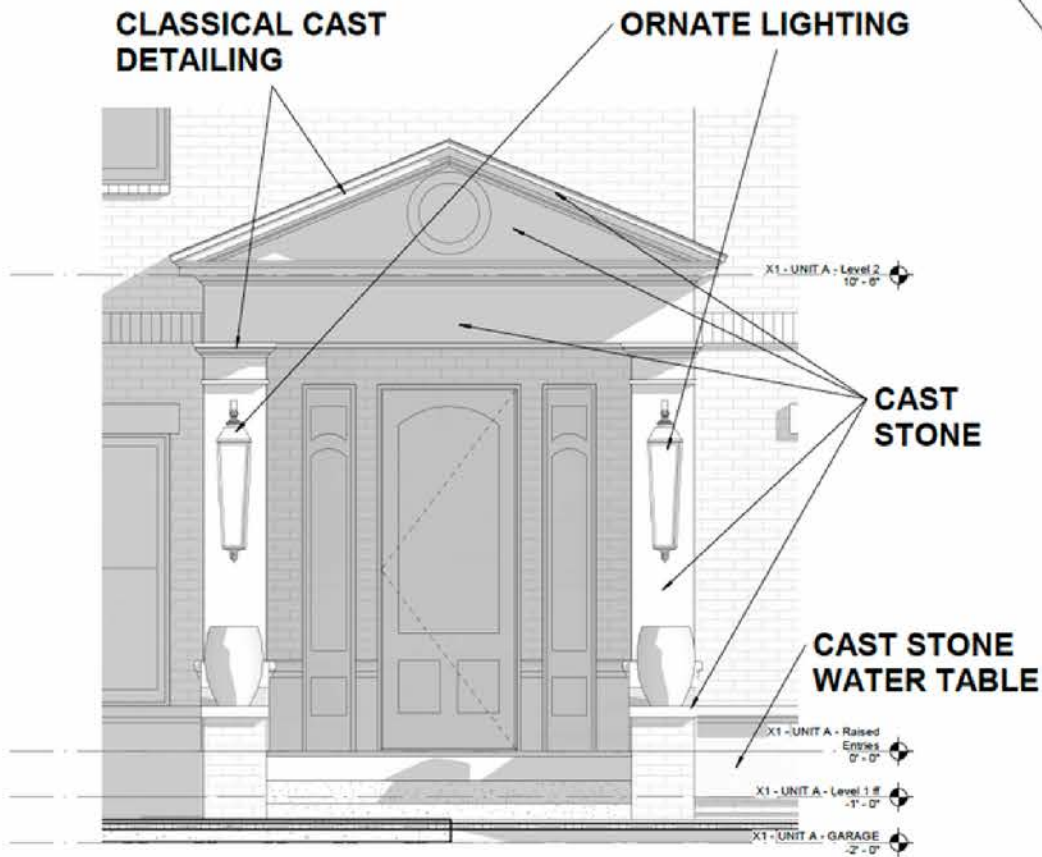 CLASSICAL CAST
DETAILING
ORNATE LIGHTING
X1 - UNIT A - Level 2
10' - 6"
CAST
STONE
CAST STONE
WATER TABLE
X1 - UNIT A - Raised
Entries
0' - 0"
X1 - UNIT A - Level 1 ff
-1' - 0"
X1 - UNIT A - GARAGE
-2' - 0"